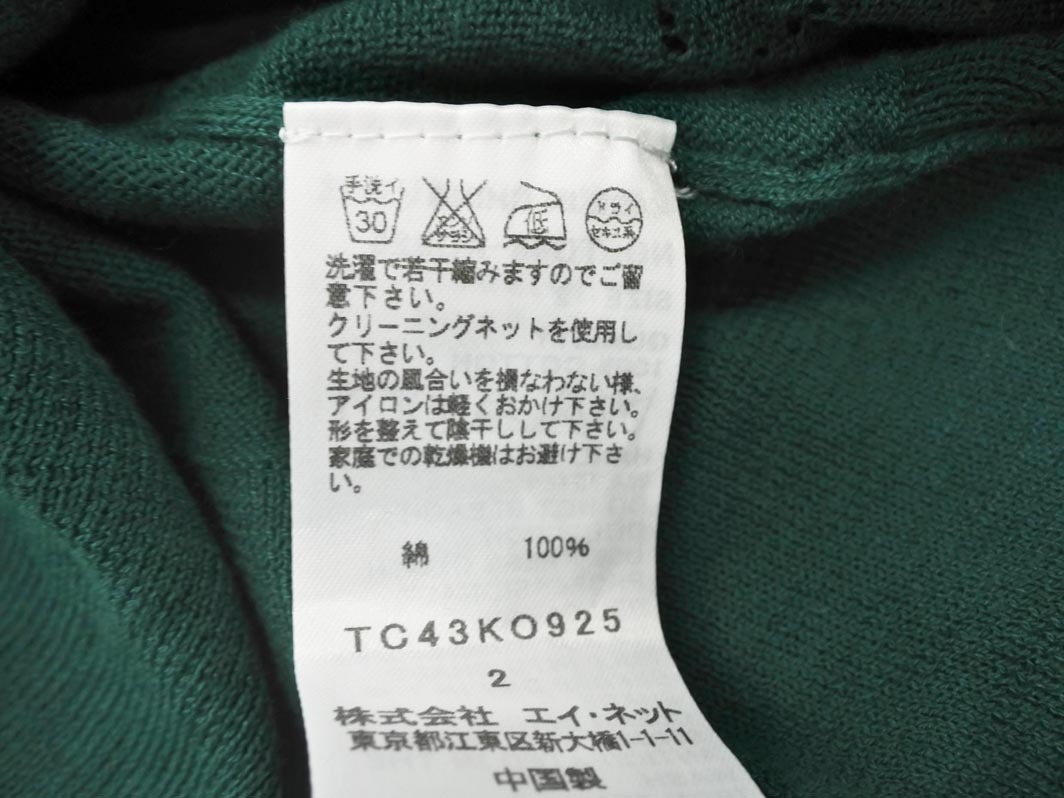 手洗イ
30
エンソ
サラシ
低
ドライ
セキユ系
洗濯で若干縮みますのでご留
意下さい。
クリーニングネットを使用し
て下さい。
生地の風合いを損なわない様、
アイロンは軽くおかけ下さい。
形を整えて陰干しして下さい。
家庭での乾燥機はお避け下さ
い。
綿 100%
TC43KO925
2
株式会社 エイ・ネット
東京都江東区新大橋1-1-11
中国製